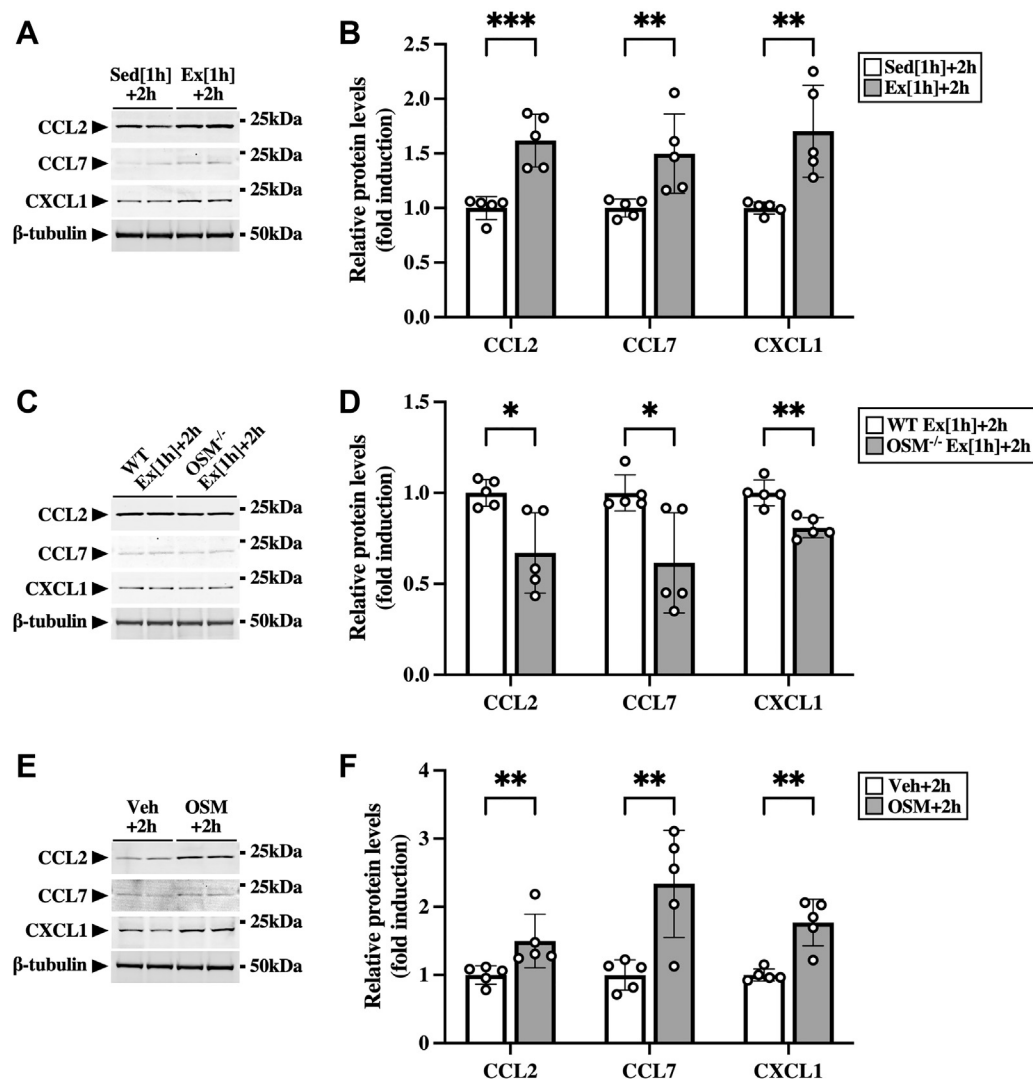 A
Sed[1h] Ex[1h]
+2h +2h
25kDa
CCL2
25kDa
CCL7
25kDa
CXCL1
β-tubulin
50kDa
B
*** ** **
Sed[1h]+2h
Ex[1h]+2h
Relative protein levels
(fold induction)
2.5
2.0
1.5
1.0
0.5
0.0
CCL2 CCL7 CXCL1
C
WT
Ex[1h]+2h
OSM-/-
Ex[1h]+2h
25kDa
CCL2
25kDa
CCL7
25kDa
CXCL1
β-tubulin
50kDa
D
* * **
WT Ex[1h]+2h
OSM-/- Ex[1h]+2h
Relative protein levels
(fold induction)
1.5
1.0
0.5
0.0
CCL2 CCL7 CXCL1
E
Veh OSM
+2h +2h
25kDa
CCL2
25kDa
CCL7
25kDa
CXCL1
β-tubulin
50kDa
F
** ** **
Veh+2h
OSM+2h
Relative protein levels
(fold induction)
4
3
2
1
0
CCL2 CCL7 CXCL1